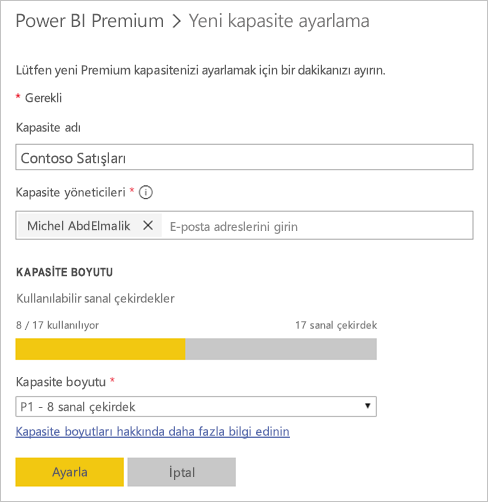 Power BI Premium > Yeni kapasite ayarlama
Lütfen yeni Premium kapasitenizi ayarlamak için bir dakikanızı ayırın.
* Gerekli
Kapasite adı
Contoso Satışları
Kapasite yöneticileri * i
Michel AbdElmalik × E-posta adreslerini girin
KAPASİTE BOYUTU
Kullanılabilir sanal çekirdekler
8 / 17 kullanılıyor 17 sanal çekirdek
Kapasite boyutu *
P1 - 8 sanal çekirdek
Kapasite boyutları hakkında daha fazla bilgi edinin
Ayarla İptal